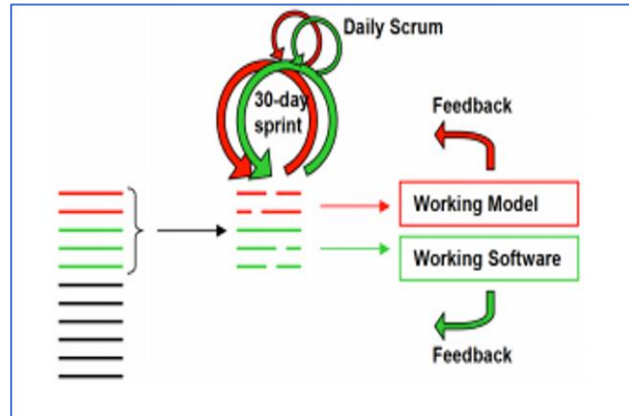 Daily Scrum
30-day
sprint
Feedback
Working Model
Working Software
Feedback